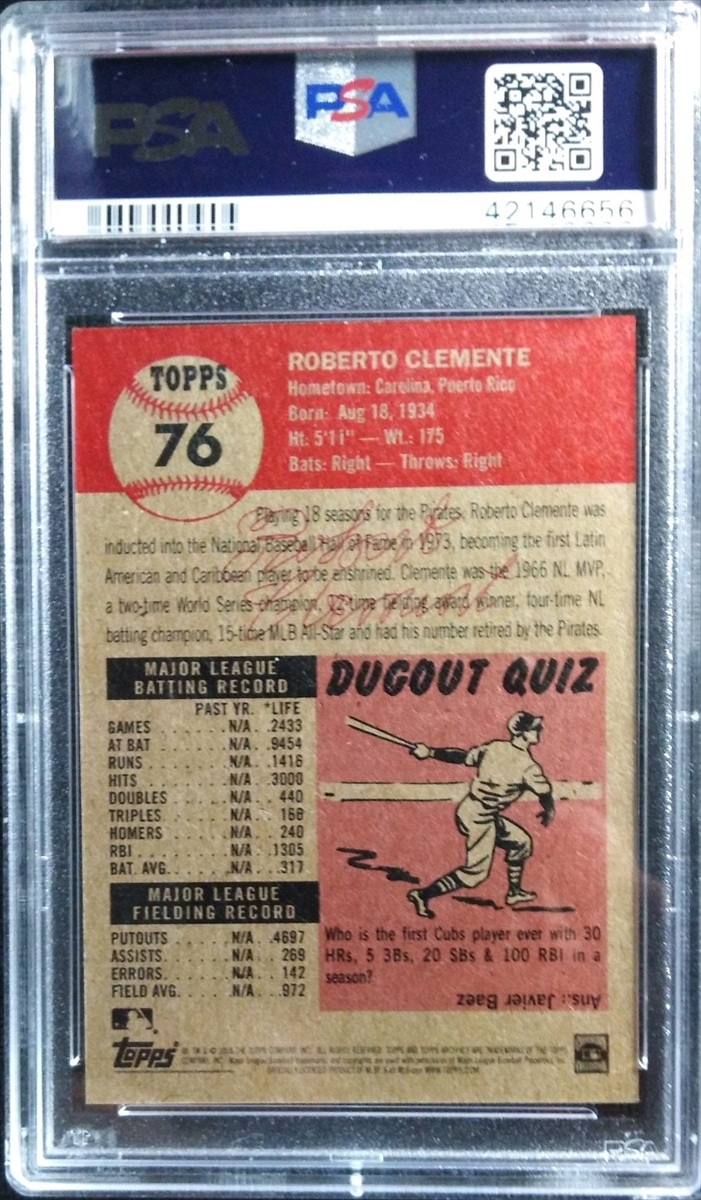 PSA
PSA
42146656
TOPPS
76
ROBERTO CLEMENTE
Hometown: Carolina, Puerto Rico
Born: Aug 18, 1934
Ht: 5'11" — Wt.: 175
Bats: Right — Throws: Right
Playing 18 seasons for the Pirates, Roberto Clemente was
inducted into the National Baseball Hall of Fame in 1973, becoming the first Latin
American and Caribbean player to be enshrined. Clemente was the 1966 NL MVP,
a two-time World Series champion, 12-time fielding award winner, four-time NL
batting champion, 15-time MLB All-Star and had his number retired by the Pirates.
MAJOR LEAGUE
BATTING RECORD
PAST YR. *LIFE
GAMES . . . . . . . N/A . .2433
AT BAT . . . . . . . N/A . .9454
RUNS . . . . . . . N/A . .1416
HITS . . . . . . . N/A . .3000
DOUBLES . . . . . . N/A . . 440
TRIPLES . . . . . . N/A . . 166
HOMERS . . . . . . N/A . . 240
RBI . . . . . . . . N/A . .1305
BAT. AVG. . . . . . N/A . . .317
MAJOR LEAGUE
FIELDING RECORD
PUTOUTS . . . . . N/A . .4697
ASSISTS . . . . . . N/A . . 269
ERRORS. . . . . . . N/A . . 142
FIELD AVG. . . . . .N/A . . .972
DUGOUT QUIZ
Who is the first Cubs player ever with 30
HRs, 5 3Bs, 20 SBs & 100 RBI in a
season?
Ans.: Javier Baez
TOPPS
PSA